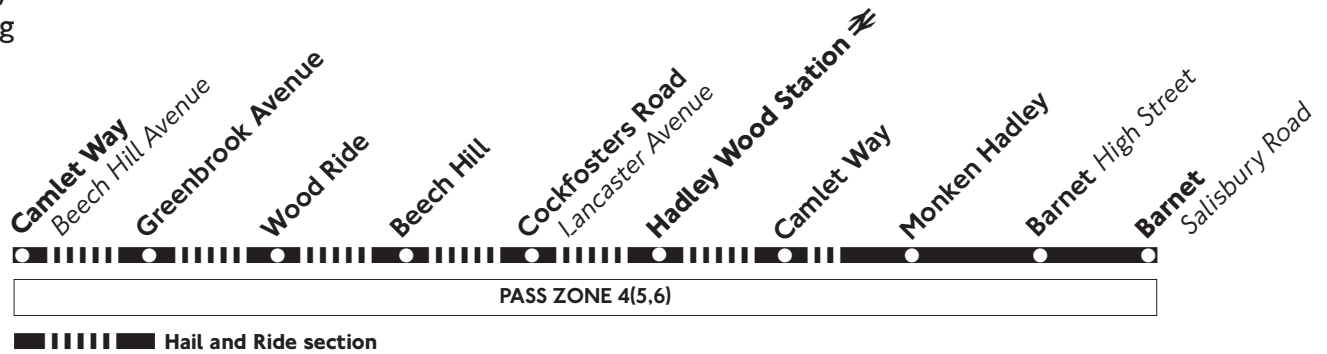 g
Camlet Way
Beech Hill Avenue
Greenbrook Avenue
Wood Ride
Beech Hill
Cockfosters Road
Lancaster Avenue
Hadley Wood Station
Camlet Way
Monken Hadley
Barnet High Street
Barnet
Salisbury Road
PASS ZONE 4(5,6)
Hail and Ride section